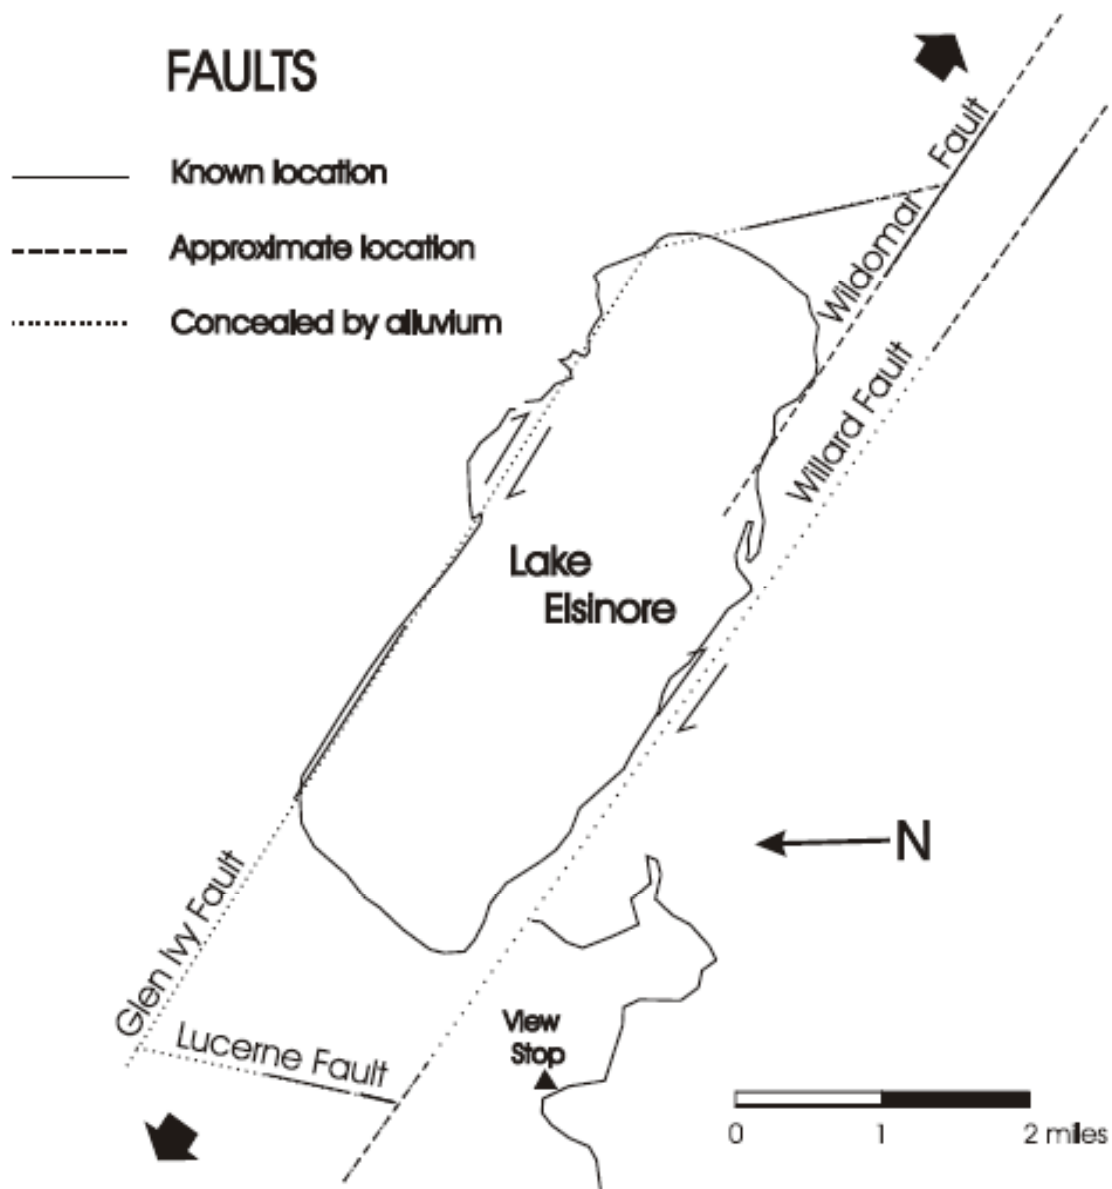 FAULTS
Known location
Approximate location
Concealed by alluvium
Wildomar Fault
Willard Fault
Lake
Elsinore
N
Glen Ivy Fault
Lucerne Fault
View
Stop
0 1 2 miles